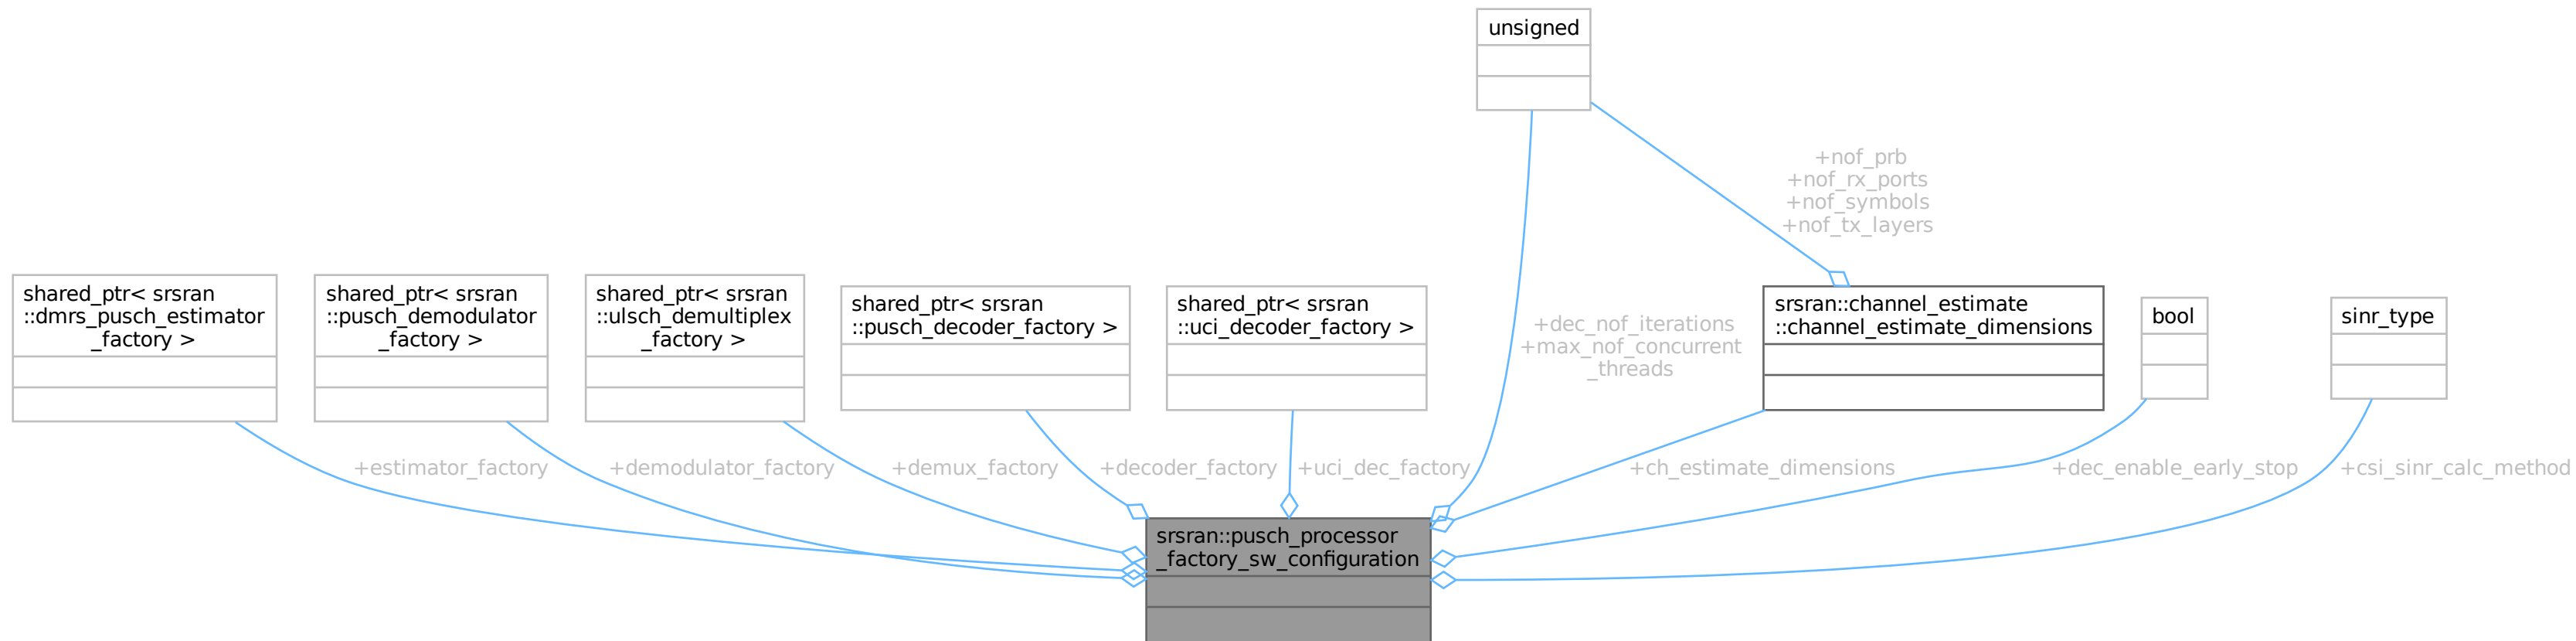 unsigned
+nof_prb
+nof_rx_ports
+nof_symbols
+nof_tx_layers
shared_ptr< srsran
::dmrs_pusch_estimator
_factory >
shared_ptr< srsran
::pusch_demodulator
_factory >
shared_ptr< srsran
::ulsch_demultiplex
_factory >
shared_ptr< srsran
::pusch_decoder_factory >
shared_ptr< srsran
::uci_decoder_factory >
+dec_nof_iterations
+max_nof_concurrent
_threads
srsran::channel_estimate
::channel_estimate_dimensions
bool
sinr_type
+estimator_factory
+demodulator_factory
+demux_factory
+decoder_factory
+uci_dec_factory
+ch_estimate_dimensions
+dec_enable_early_stop
+csi_sinr_calc_method
srsran::pusch_processor
_factory_sw_configuration